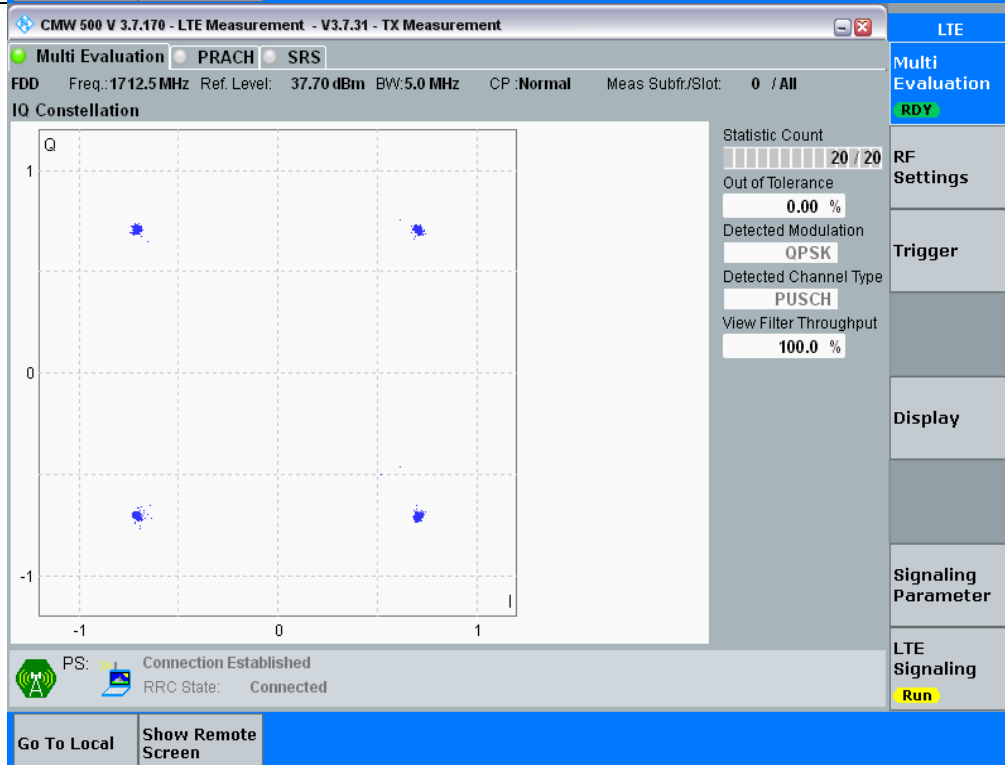 CMW 500 V 3.7.170 - LTE Measurement - V3.7.31 - TX Measurement
LTE
Multi Evaluation PRACH SRS
FDD Freq.:1712.5 MHz Ref. Level: 37.70 dBm BW:5.0 MHz CP :Normal Meas Subfr./Slot: 0 / All
IQ Constellation
Q
1
0
-1
-1 0 1
I
Statistic Count
20 / 20
Out of Tolerance
0.00 %
Detected Modulation
QPSK
Detected Channel Type
PUSCH
View Filter Throughput
100.0 %
Multi
Evaluation
RDY
RF
Settings
Trigger
Display
Signaling
Parameter
LTE
Signaling
Run
PS: Connection Established
RRC State: Connected
Go To Local
Show Remote
Screen